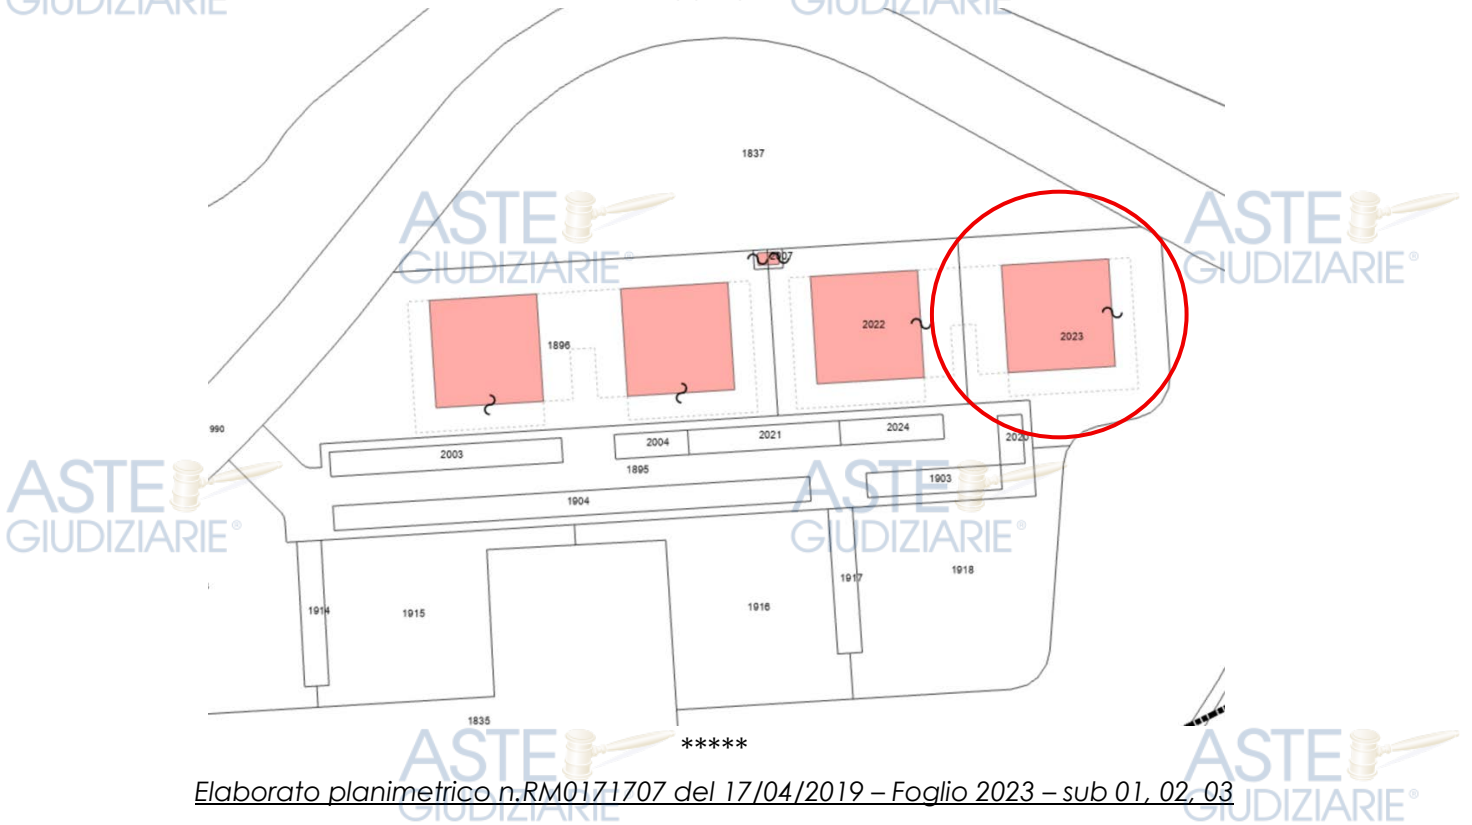 GIUDIZIARIE GIUDIZIARIE
1837
ASTE ASTE
GIUDIZIARIE® GIUDIZIARIE®
2007
2022
2023
1896
990
2003
2004
2021
2024
2020
1895
1903
1904
ASTE ASTE
GIUDIZIARIE® GIUDIZIARIE®
1914
1915
1916
1917
1918
1835
*****
ASTE ASTE
Elaborato planimetrico n.RM0171707 del 17/04/2019 – Foglio 2023 – sub 01, 02, 03
GIUDIZIARIE® GIUDIZIARIE®